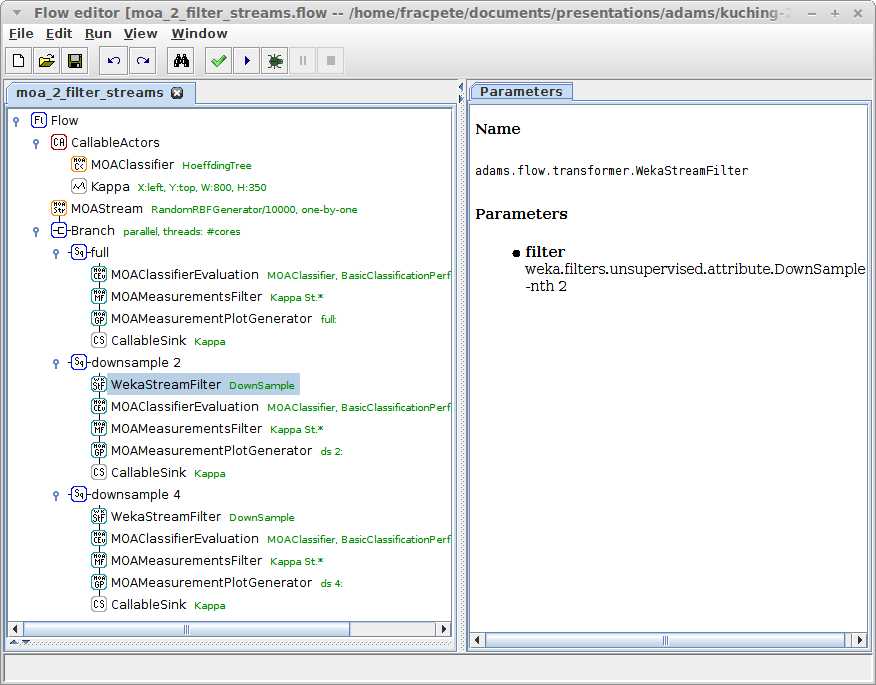 Flow editor [moa_2_filter_streams.flow -- /home/fracpete/documents/presentations/adams/kuching-2
File Edit Run View Window
moa_2_filter_streams
Flow
CallableActors
MOAClassifier HoeffdingTree
Kappa X:left, Y:top, W:800, H:350
MOAStream RandomRBFGenerator/10000, one-by-one
Branch parallel, threads: #cores
full
MOAClassifierEvaluation MOAClassifier, BasicClassificationPerf
MOAMeasurementsFilter Kappa St.*
MOAMeasurementPlotGenerator full:
CallableSink Kappa
downsample 2
WekaStreamFilter DownSample
MOAClassifierEvaluation MOAClassifier, BasicClassificationPerf
MOAMeasurementsFilter Kappa St.*
MOAMeasurementPlotGenerator ds 2:
CallableSink Kappa
downsample 4
WekaStreamFilter DownSample
MOAClassifierEvaluation MOAClassifier, BasicClassificationPerf
MOAMeasurementsFilter Kappa St.*
MOAMeasurementPlotGenerator ds 4:
CallableSink Kappa
Parameters
Name
adams.flow.transformer.WekaStreamFilter
Parameters
filter
weka.filters.unsupervised.attribute.DownSample
-nth 2